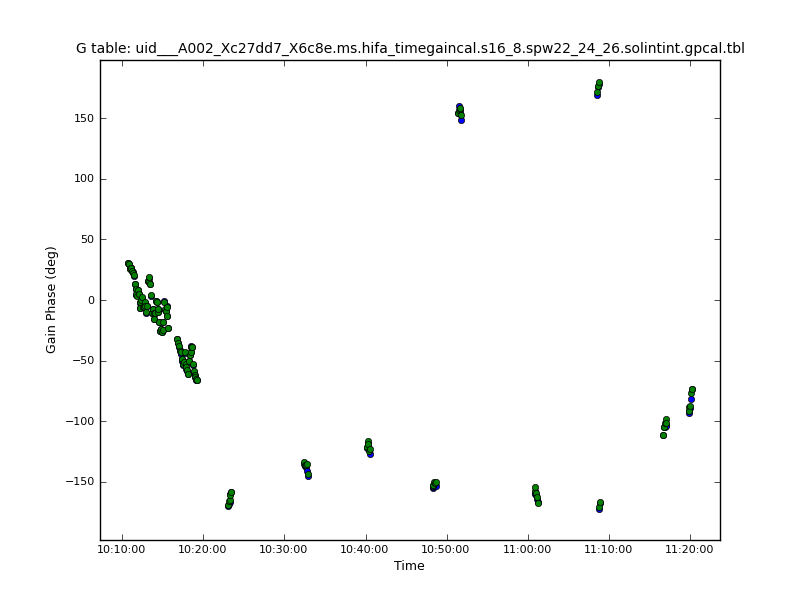 G table: uid___A002_Xc27dd7_X6c8e.ms.hifa_timegaincal.s16_8.spw22_24_26.solintint.gpcal.tbl
Gain Phase (deg)
150
100
50
0
−50
−100
−150
10:10:00 10:20:00 10:30:00 10:40:00 10:50:00 11:00:00 11:10:00 11:20:00
Time